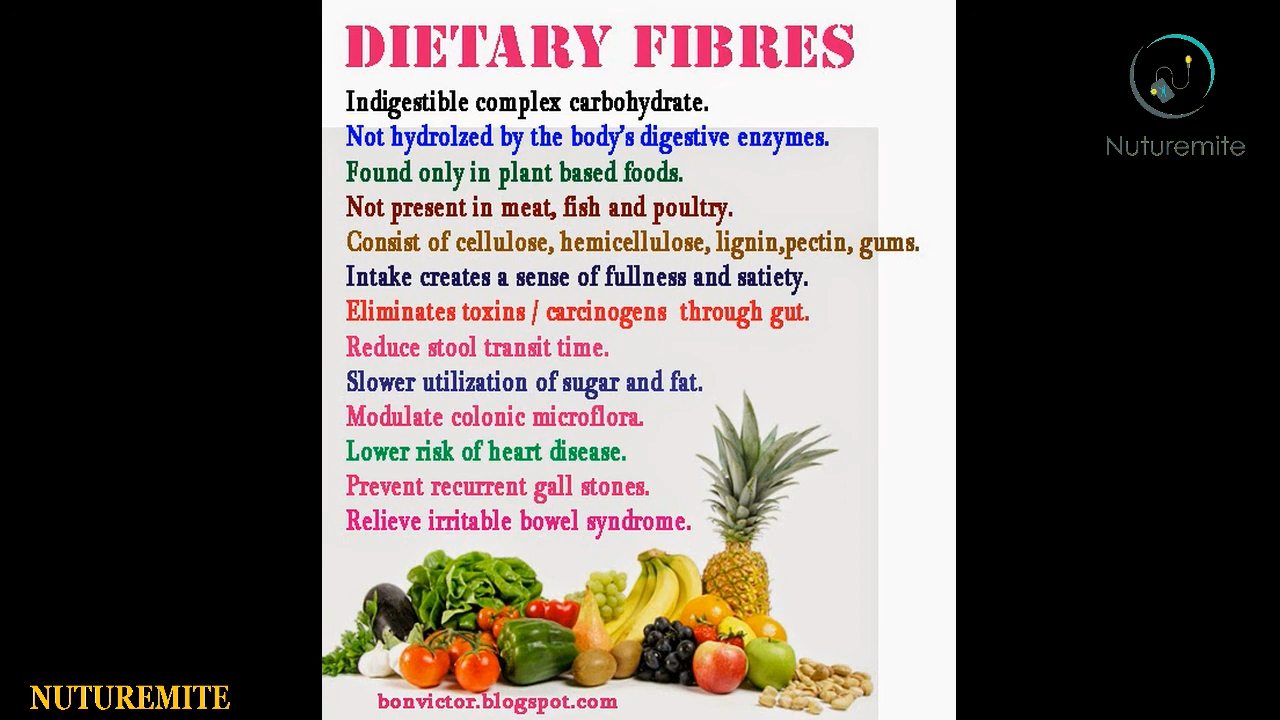 DIETARY FIBRES
Indigestible complex carbohydrate.
Not hydrolzed by the body's digestive enzymes.
Found only in plant based foods.
Not present in meat, fish and poultry.
Consist of cellulose, hemicellulose, lignin,pectin, gums.
Intake creates a sense of fullness and satiety.
Eliminates toxins / carcinogens  through gut.
Reduce stool transit time.
Slower utilization of sugar and fat.
Modulate colonic microflora.
Lower risk of heart disease.
Prevent recurrent gall stones.
Relieve irritable bowel syndrome.
bonvictor.blogspot.com
Nuturemite
NUTUREMITE